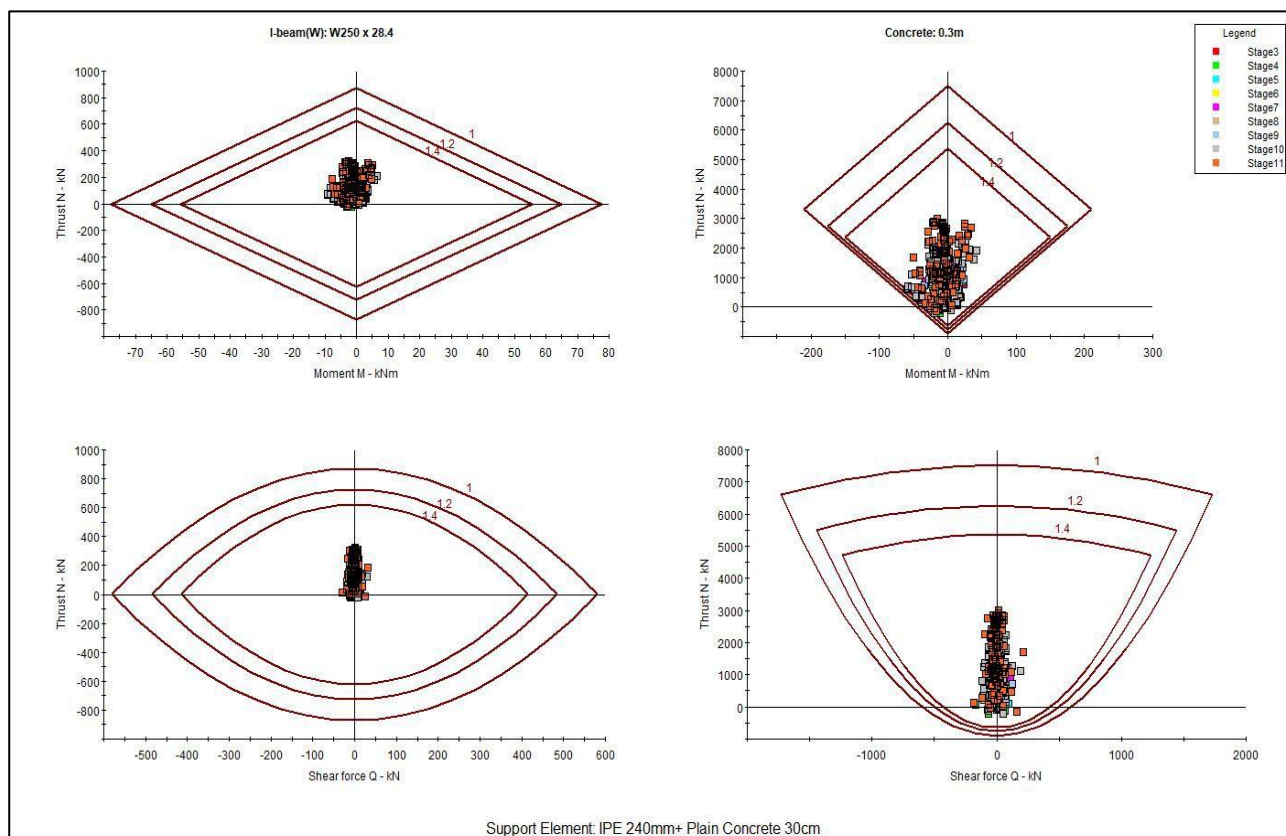 I-beam(W): W250 x 28.4
Concrete: 0.3m
Legend
Stage3
Stage4
Stage5
Stage6
Stage7
Stage8
Stage9
Stage10
Stage11
1000
800
600
400
200
0
-200
-400
-600
-800
Thrust N - kN
1
1.2
1.4
-70 -60 -50 -40 -30 -20 -10 0 10 20 30 40 50 60 70 80
Moment M - kNm
8000
7000
6000
5000
4000
3000
2000
1000
0
Thrust N - kN
1
1.2
1.4
-200 -100 0 100 200 300
Moment M - kNm
1000
800
600
400
200
0
-200
-400
-600
-800
Thrust N - kN
1
1.2
1.4
-500 -400 -300 -200 -100 0 100 200 300 400 500 600
Shear force Q - kN
8000
7000
6000
5000
4000
3000
2000
1000
0
Thrust N - kN
1
1.2
1.4
-1000 0 1000 2000
Shear force Q - kN
Support Element: IPE 240mm+ Plain Concrete 30cm